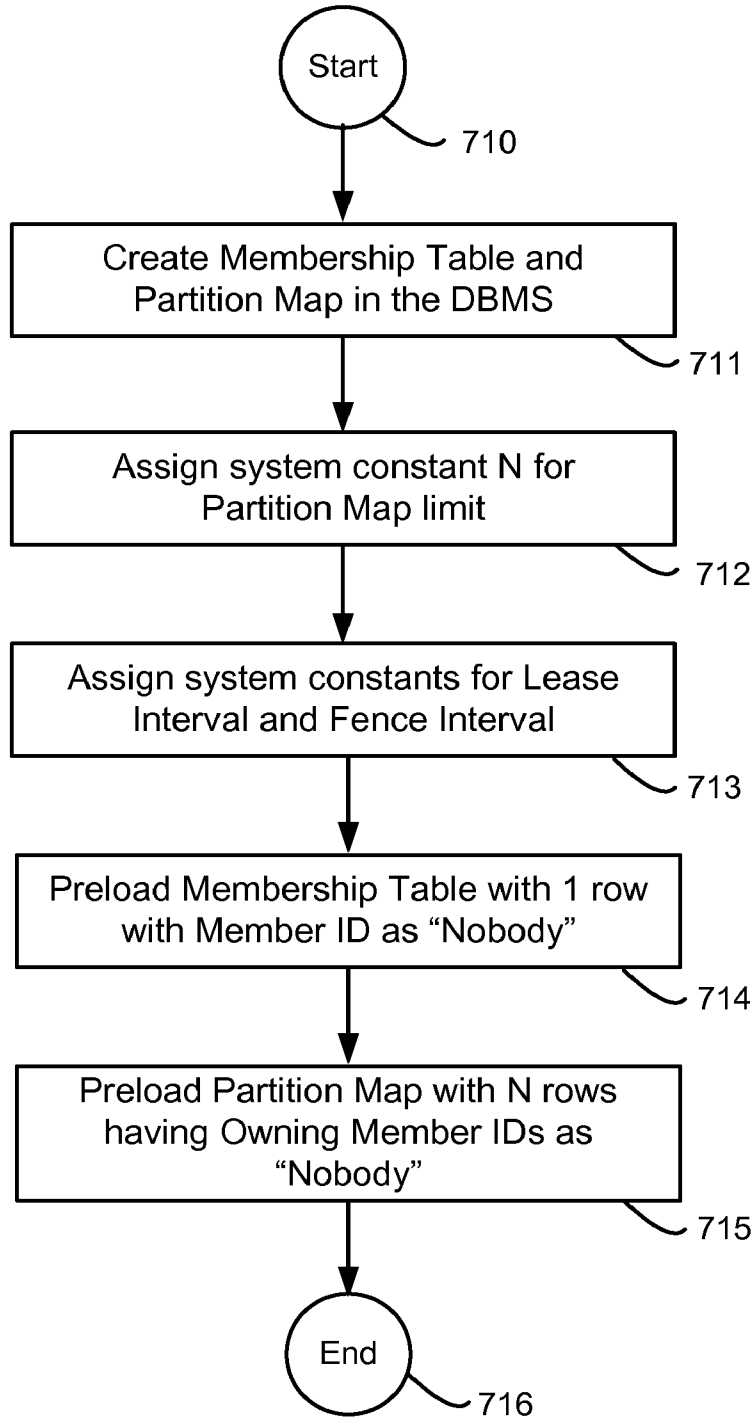 Start
710
Create Membership Table and
Partition Map in the DBMS
711
Assign system constant N for
Partition Map limit
712
Assign system constants for Lease
Interval and Fence Interval
713
Preload Membership Table with 1 row
with Member ID as “Nobody”
714
Preload Partition Map with N rows
having Owning Member IDs as
“Nobody”
715
End
716